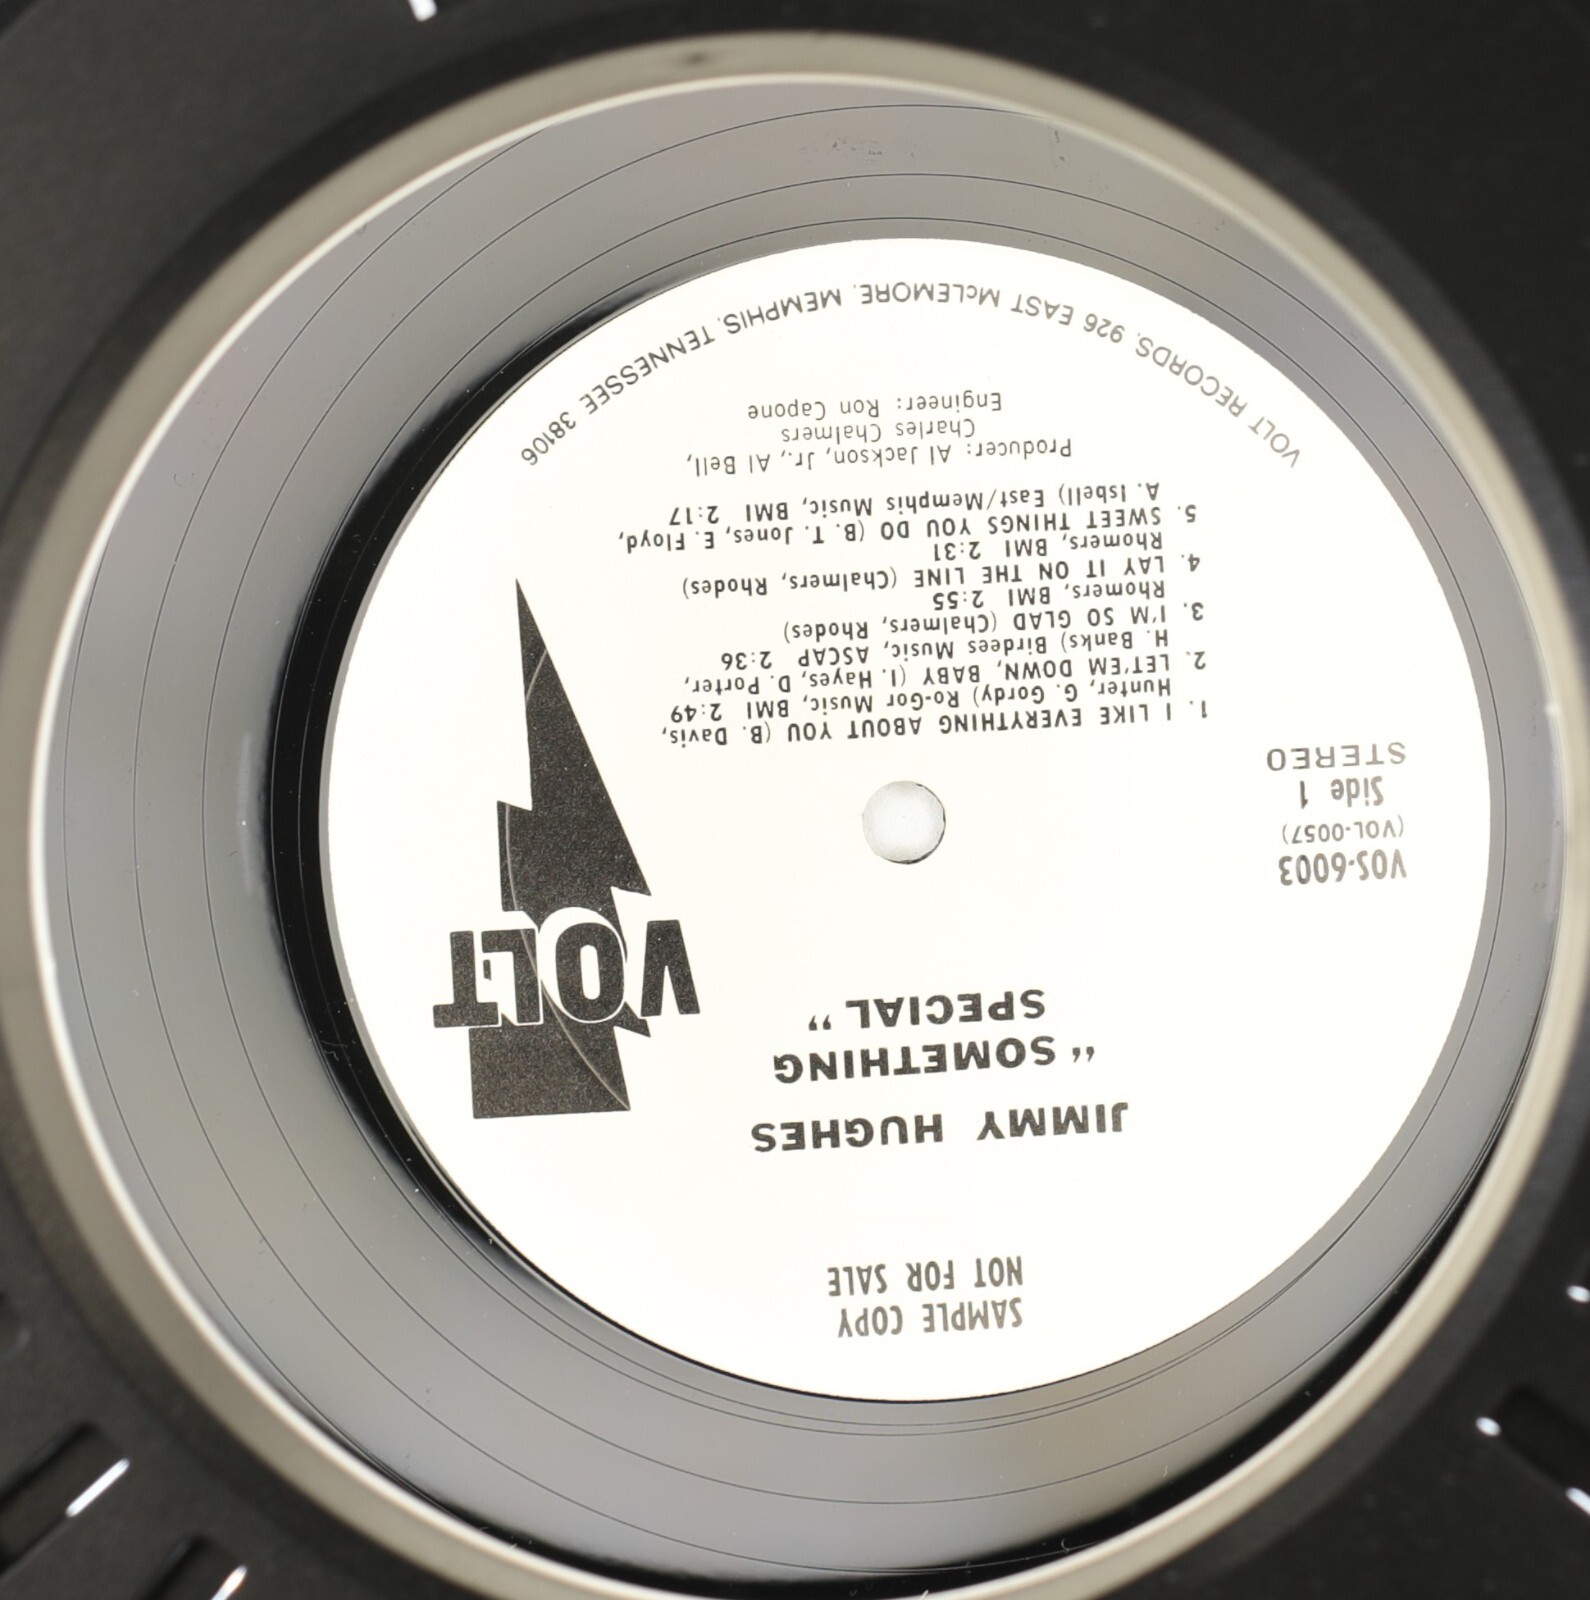 SAMPLE COPY
NOT FOR SALE
JIMMY HUGHES
"SOMETHING
SPECIAL"
VOLT
VOS-6003
(VOL-0057)
Side 1
STEREO
1. I LIKE EVERYTHING ABOUT YOU (B. Davis,
Hunter, G. Gordy) Ro-Gor Music, BMI 2:49
2. LET'EM DOWN, BABY (I. Hayes, D. Porter,
H. Banks) Birdees Music, ASCAP 2:36
3. I'M SO GLAD (Chalmers, Rhodes)
Rhomers, BMI 2:55
4. LAY IT ON THE LINE (Chalmers, Rhodes)
Rhomers, BMI 2:31
5. SWEET THINGS YOU DO (B. T. Jones, E. Floyd,
A. Isbell) East/Memphis Music, BMI 2:17
Producer: Al Jackson, Jr., Al Bell,
Charles Chalmers
Engineer: Ron Capone
VOLT RECORDS, 926 EAST McLEMORE, MEMPHIS, TENNESSEE 38106